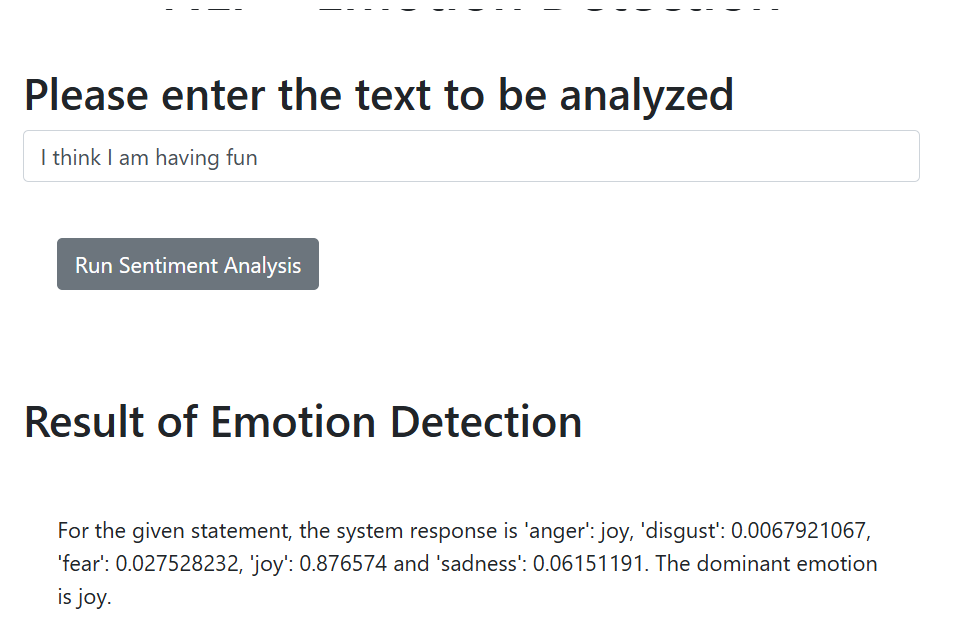 Please enter the text to be analyzed
I think I am having fun
Run Sentiment Analysis
Result of Emotion Detection
For the given statement, the system response is 'anger': joy, 'disgust': 0.0067921067,
'fear': 0.027528232, 'joy': 0.876574 and 'sadness': 0.06151191. The dominant emotion
is joy.